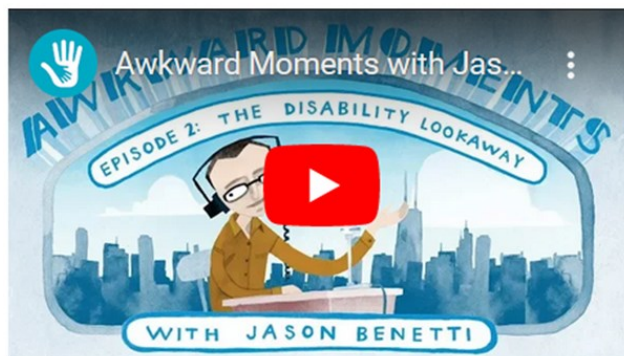 Awkward Moments with Jas...
AWKWARD MOMENTS
EPISODE 2: THE DISABILITY LOOKAWAY
WITH JASON BENETTI